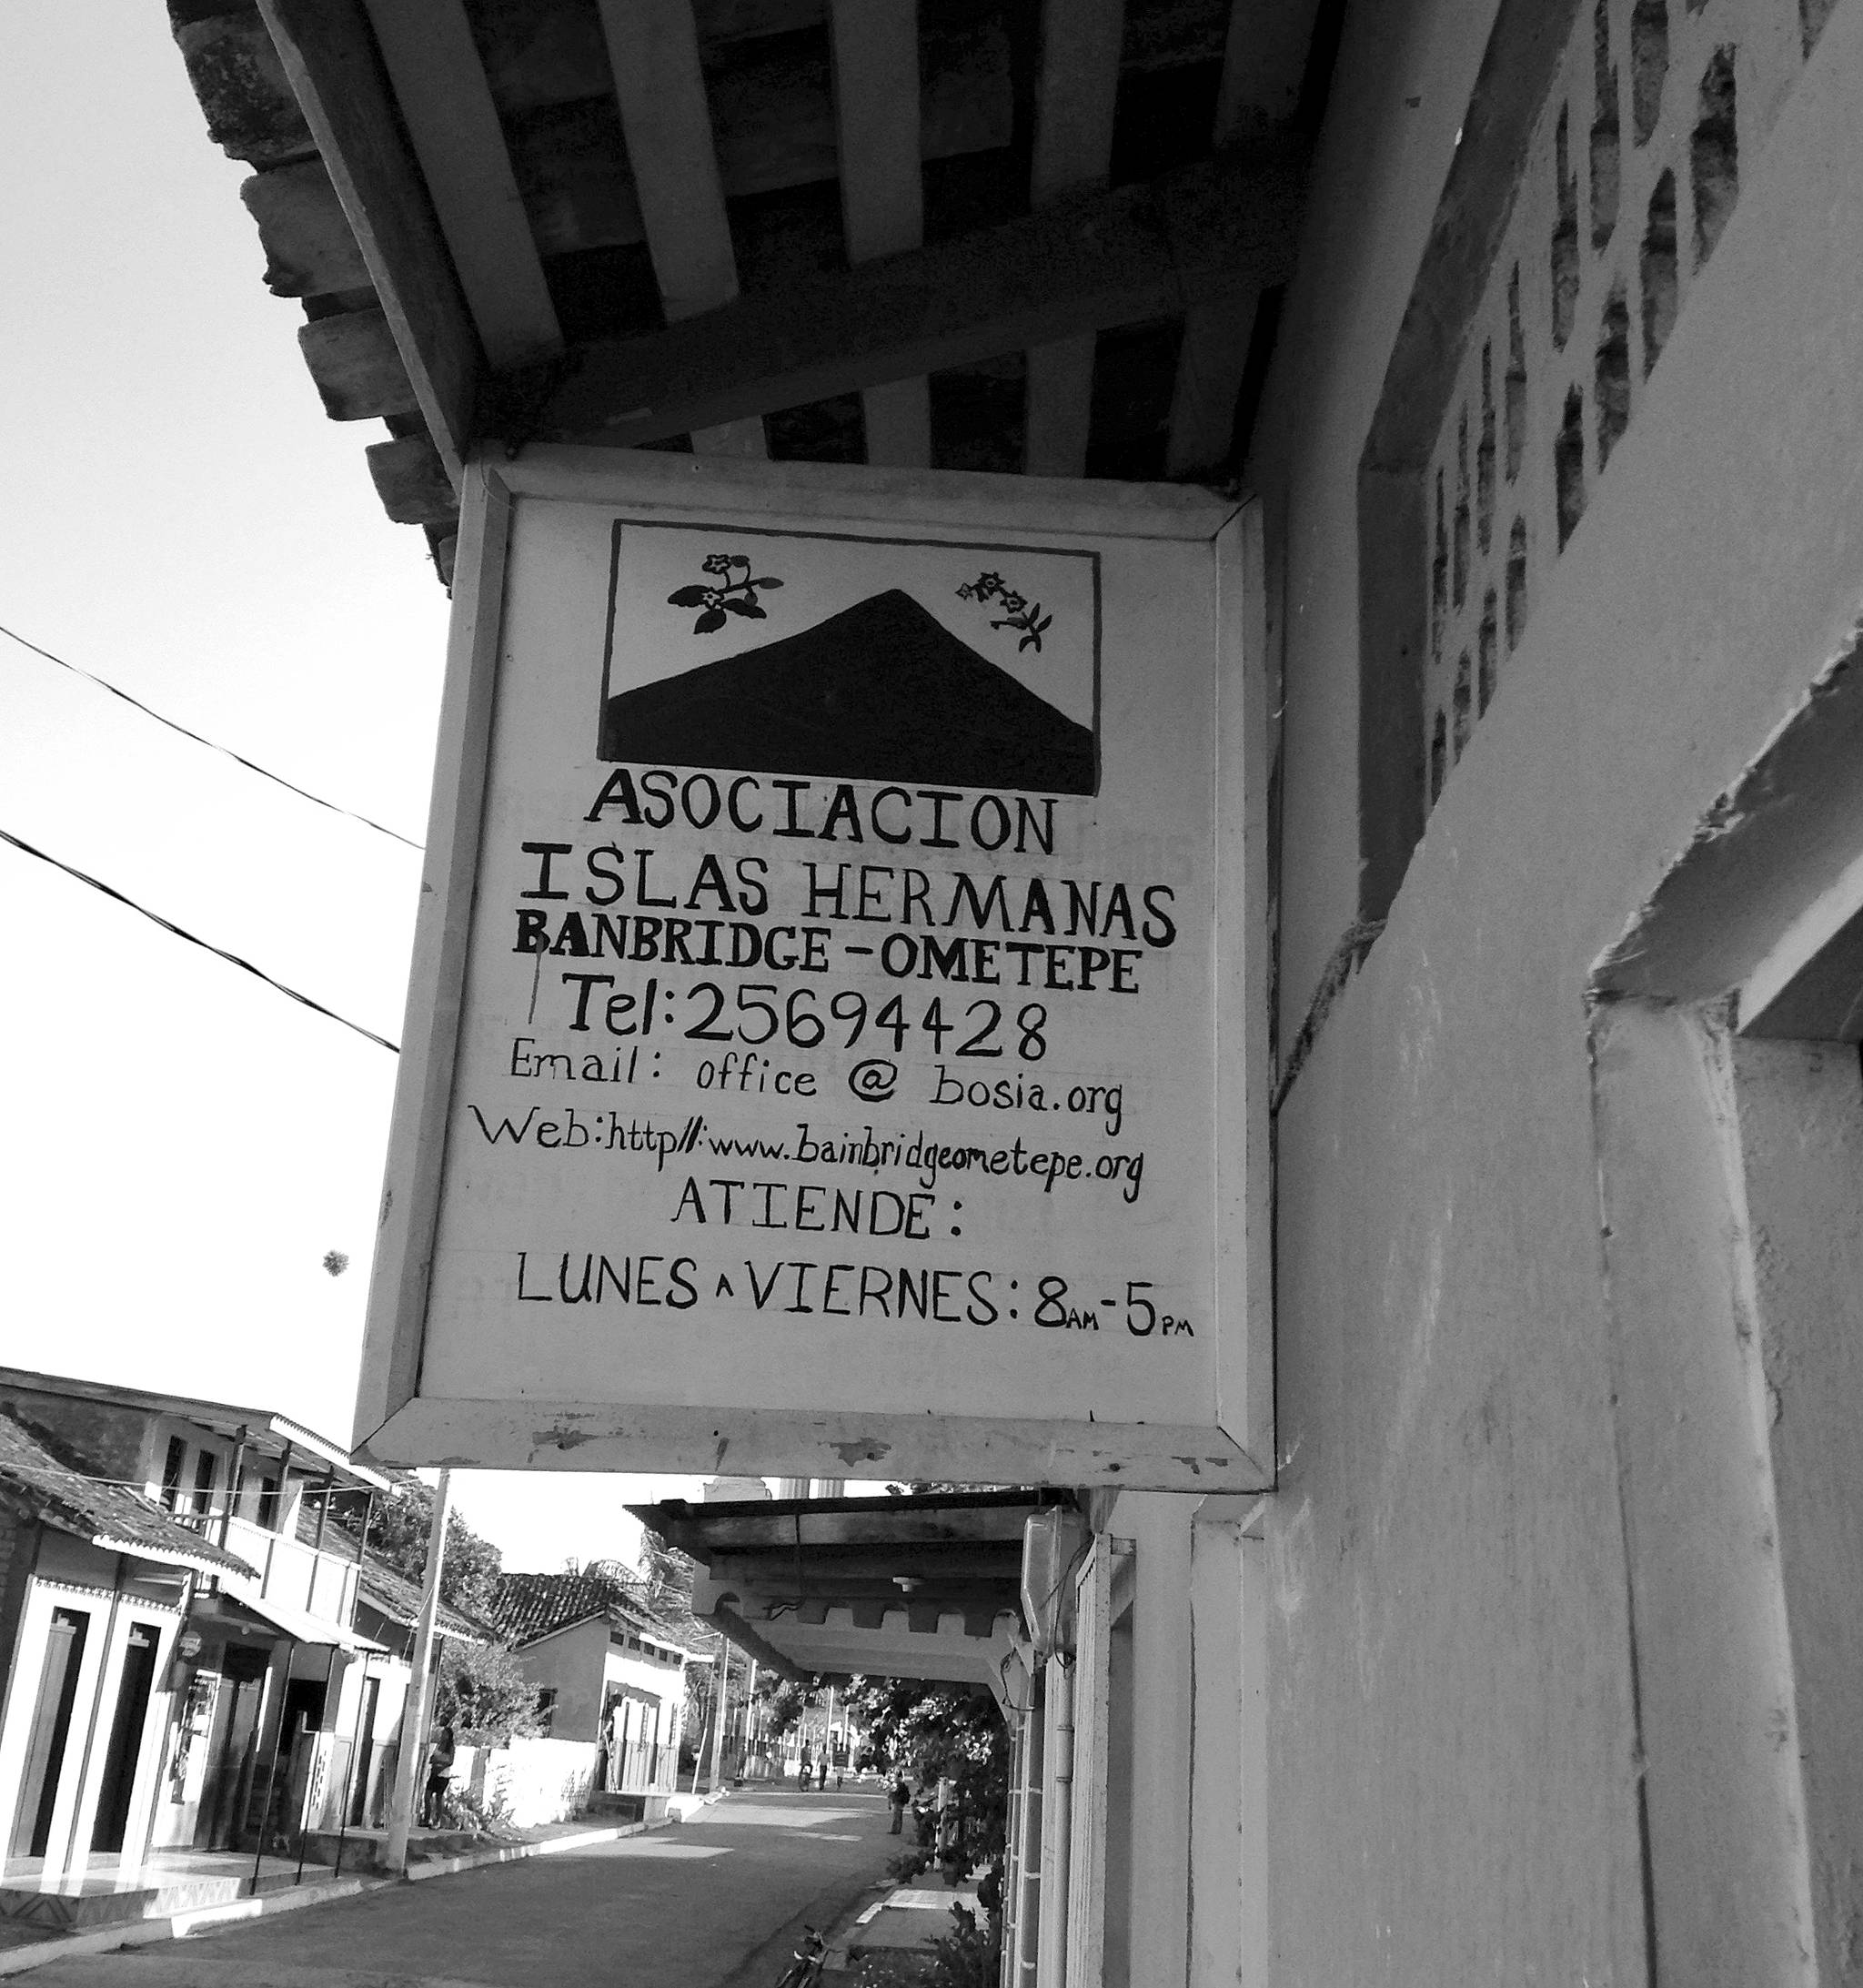 ASOCIACION
ISLAS HERMANAS
BANBRIDGE - OMETEPE
Tel: 25694428
Email: office @ bosia.org
Web:http//:www.bainbridgeometepe.org
ATIENDE:
LUNES A VIERNES: 8AM-5PM